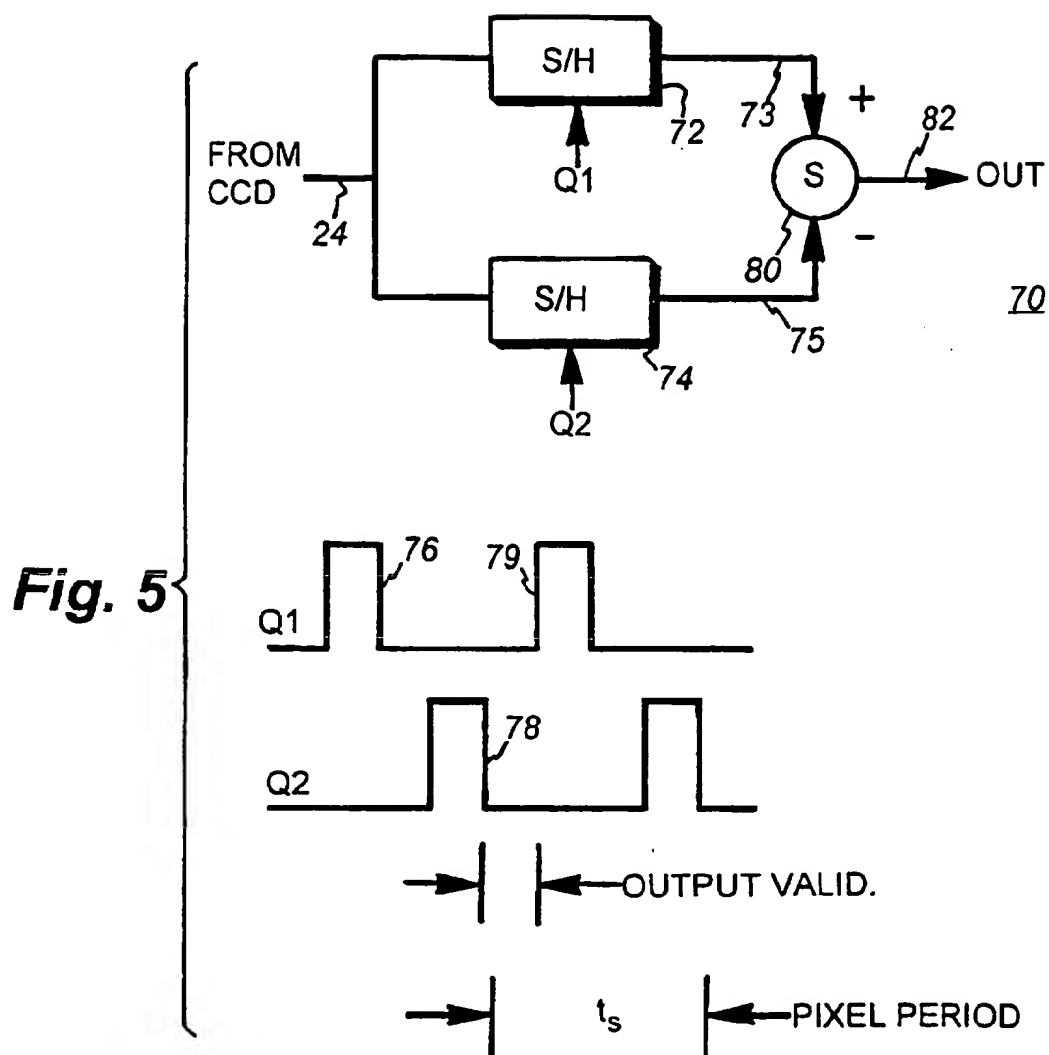 S/H
73
+
72
82
FROM
CCD
Q1
S
OUT
24
80
-
70
S/H
75
74
Q2
76
79
Fig. 5
Q1
78
Q2
OUTPUT VALID.
ts
PIXEL PERIOD